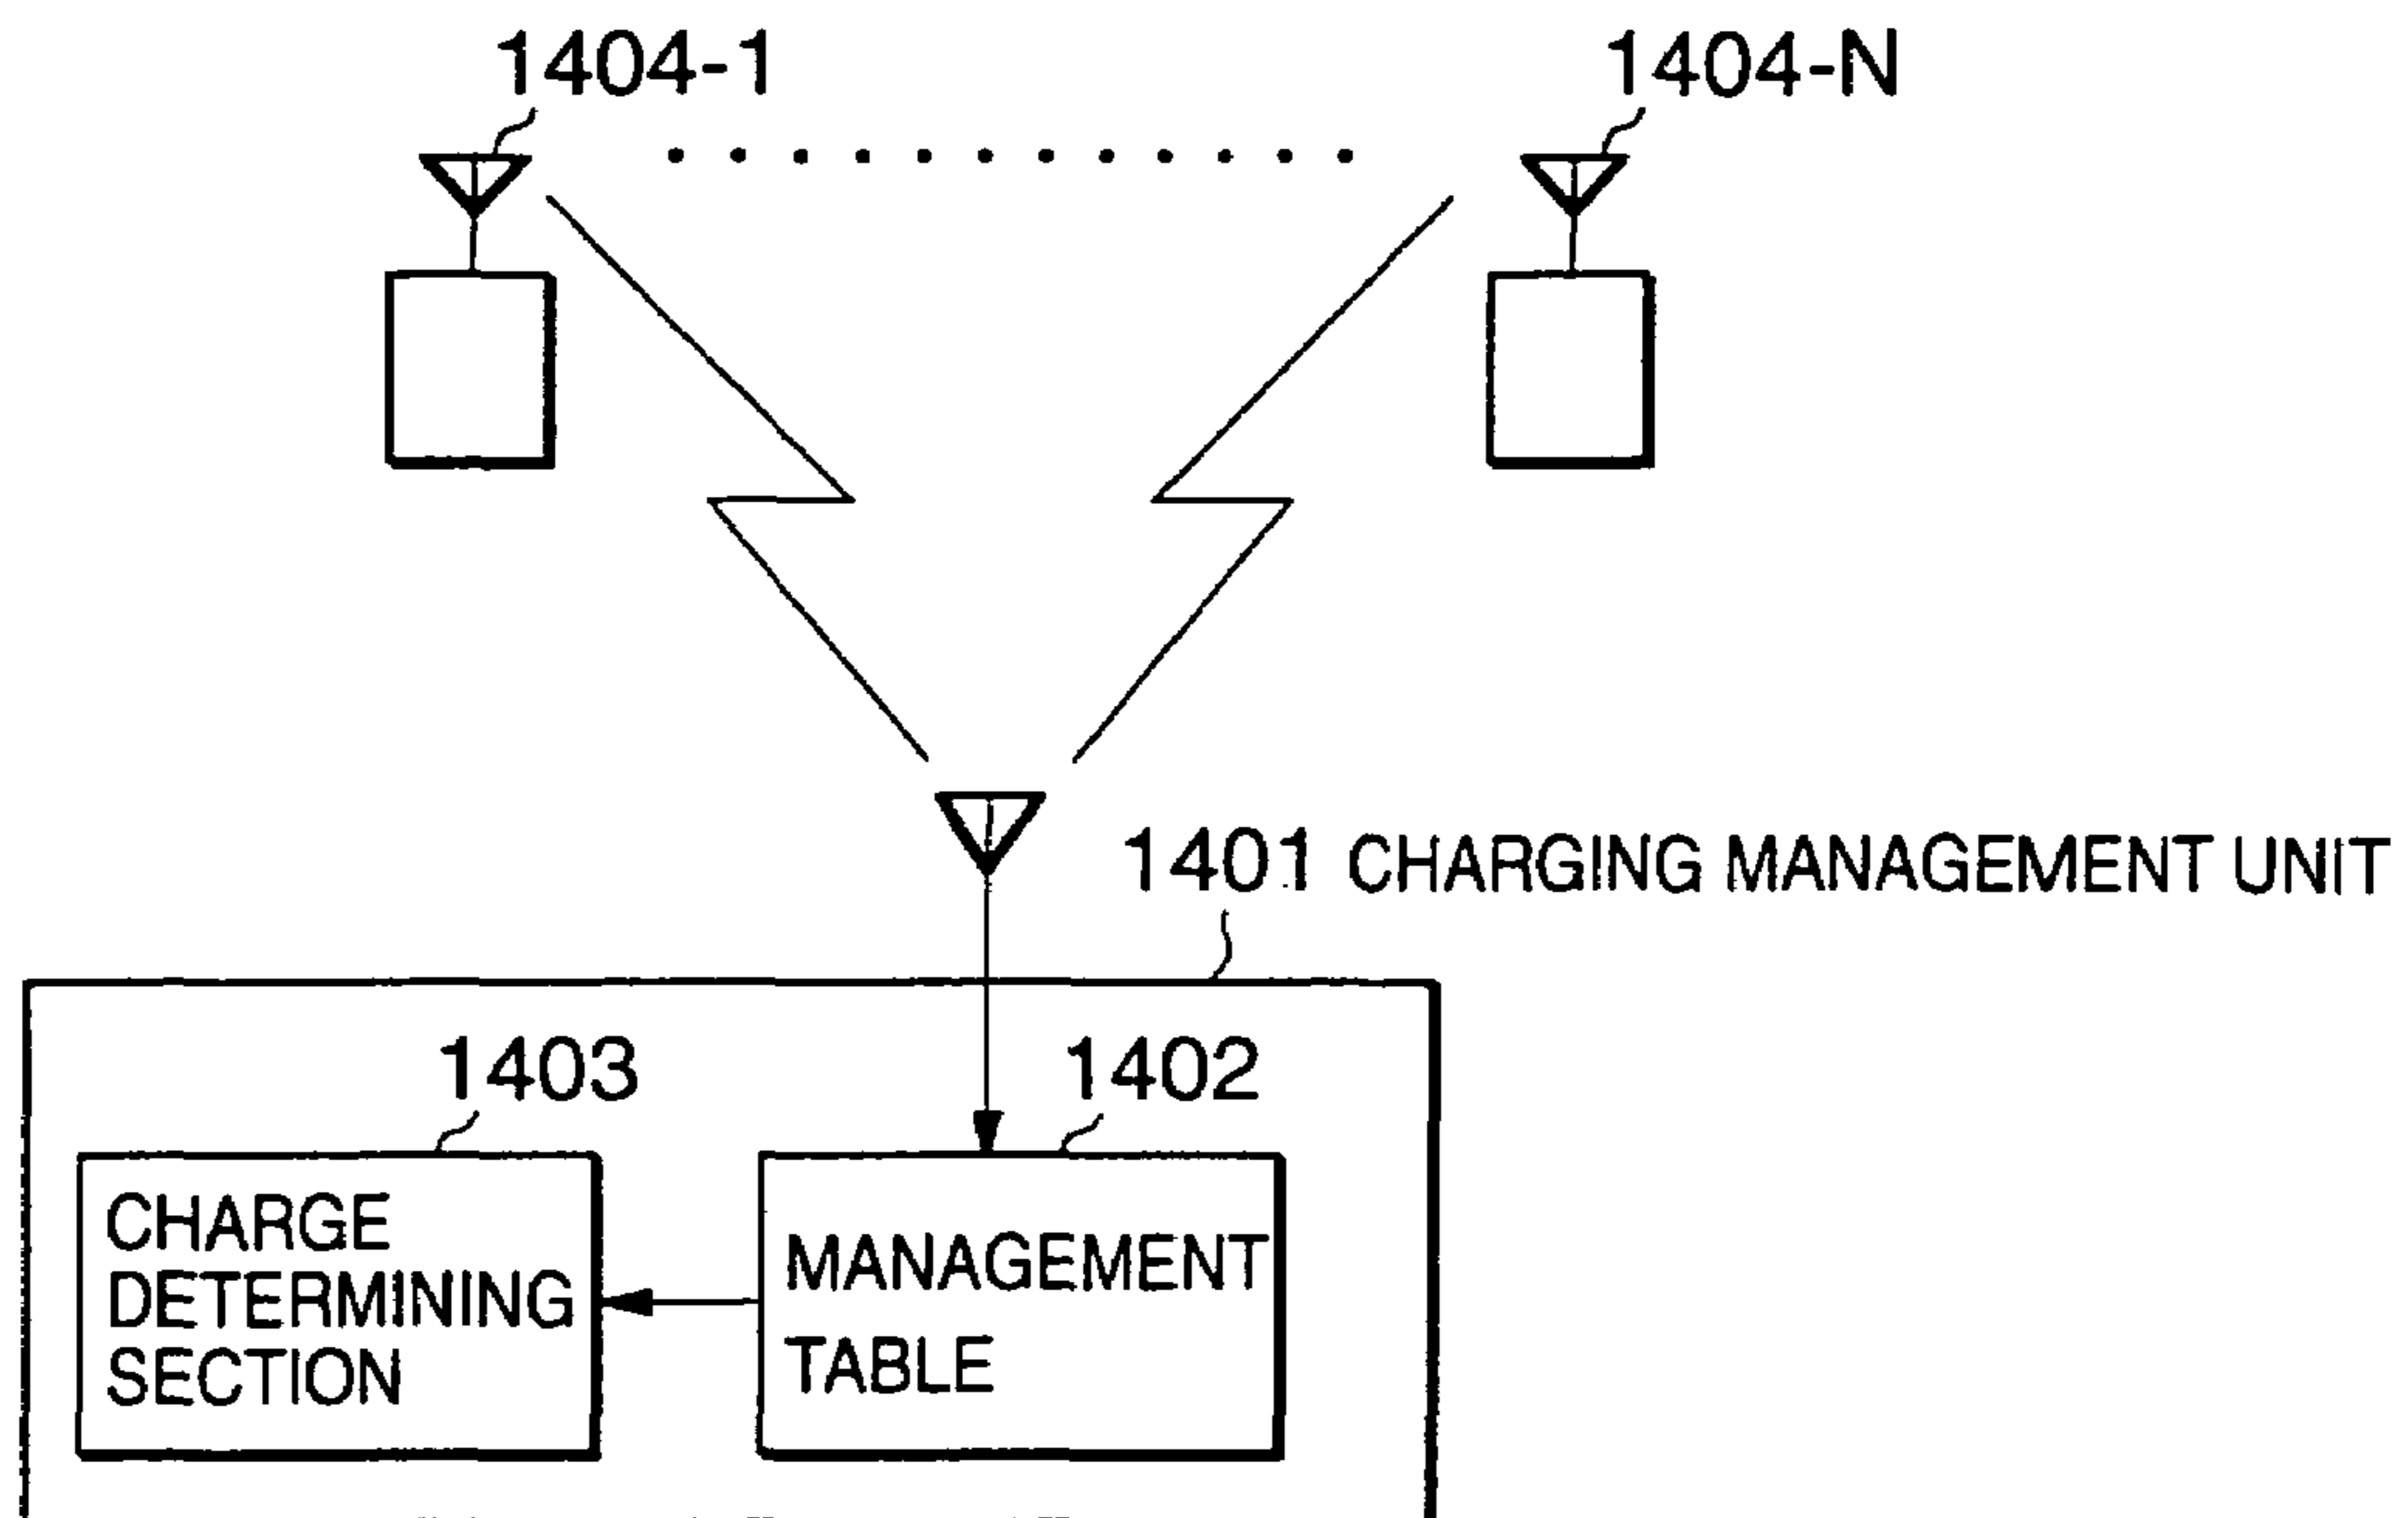 1404-1
1404-N
1401 CHARGING MANAGEMENT UNIT
1403
1402
CHARGE
DETERMINING
SECTION
MANAGEMENT
TABLE